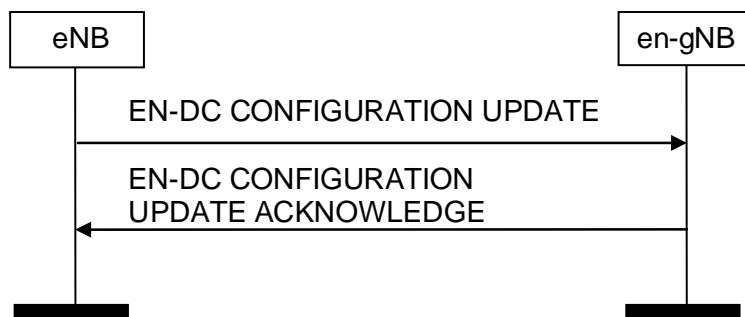 eNB
en-gNB
EN-DC CONFIGURATION UPDATE
EN-DC CONFIGURATION
UPDATE ACKNOWLEDGE